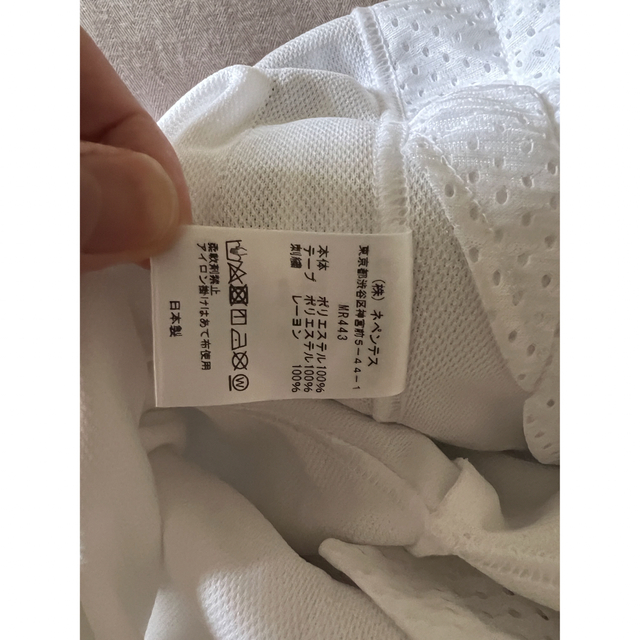 (株) ネペンテス
東京都渋谷区神宮前5-44-1
MR443
本体 ポリエステル100%
テープ ポリエステル100%
刺繍 レーヨン 100%
柔軟剤禁止
アイロン掛けはあて布使用
日本製